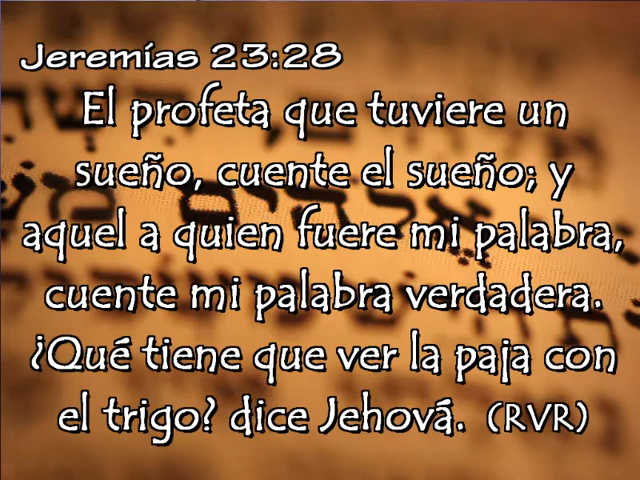 Jeremías 23:28
El profeta que tuviere un
sueño, cuente el sueño; y
aquel a quien fuere mi palabra,
cuente mi palabra verdadera.
¿Qué tiene que ver la paja con
el trigo? dice Jehová. (RVR)